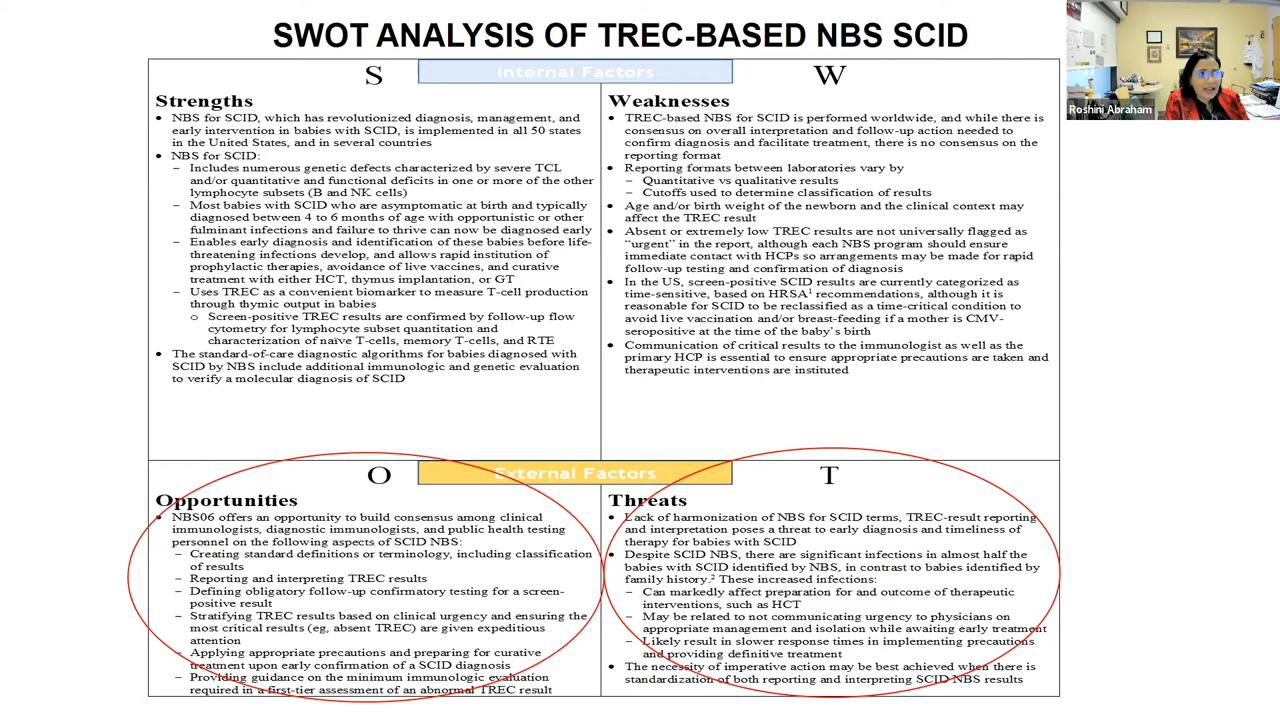 SWOT ANALYSIS OF TREC-BASED NBS SCID
Roshini Abraham
S
Internal Factors
W
Strengths
• NBS for SCID, which has revolutionized diagnosis, management, and
early intervention in babies with SCID, is implemented in all 50 states
in the United States, and in several countries
• NBS for SCID:
– Includes numerous genetic defects characterized by severe TCL
and/or quantitative and functional deficits in one or more of the other
lymphocyte subsets (B and NK cells)
– Most babies with SCID who are asymptomatic at birth and typically
diagnosed between 4 to 6 months of age with opportunistic or other
fulminant infections and failure to thrive can now be diagnosed early
– Enables early diagnosis and identification of these babies before life-
threatening infections develop, and allows rapid institution of
prophylactic therapies, avoidance of live vaccines, and curative
treatment with either HCT, thymus implantation, or GT
– Uses TREC as a convenient biomarker to measure T-cell production
through thymic output in babies
o Screen-positive TREC results are confirmed by follow-up flow
cytometry for lymphocyte subset quantitation and
characterization of naïve T-cells, memory T-cells, and RTE
• The standard-of-care diagnostic algorithms for babies diagnosed with
SCID by NBS include additional immunologic and genetic evaluation
to verify a molecular diagnosis of SCID
Weaknesses
• TREC-based NBS for SCID is performed worldwide, and while there is
consensus on overall interpretation and follow-up action needed to
confirm diagnosis and facilitate treatment, there is no consensus on the
reporting format
• Reporting formats between laboratories vary by
– Quantitative vs qualitative results
– Cutoffs used to determine classification of results
• Age and/or birth weight of the newborn and the clinical context may
affect the TREC result
• Absent or extremely low TREC results are not universally flagged as
“urgent” in the report, although each NBS program should ensure
immediate contact with HCPs so arrangements may be made for rapid
follow-up testing and confirmation of diagnosis
• In the US, screen-positive SCID results are currently categorized as
time-sensitive, based on HRSA¹ recommendations, although it is
reasonable for SCID to be reclassified as a time-critical condition to
avoid live vaccination and/or breast-feeding if a mother is CMV-
seropositive at the time of the baby's birth
• Communication of critical results to the immunologist as well as the
primary HCP is essential to ensure appropriate precautions are taken and
therapeutic interventions are instituted
O
External Factors
T
Opportunities
• NBS06 offers an opportunity to build consensus among clinical
immunologists, diagnostic immunologists, and public health testing
personnel on the following aspects of SCID NBS:
– Creating standard definitions or terminology, including classification
of results
– Reporting and interpreting TREC results
– Defining obligatory follow-up confirmatory testing for a screen-
positive result
– Stratifying TREC results based on clinical urgency and ensuring the
most critical results (eg, absent TREC) are given expeditious
attention
– Applying appropriate precautions and preparing for curative
treatment upon early confirmation of a SCID diagnosis
– Providing guidance on the minimum immunologic evaluation
required in a first-tier assessment of an abnormal TREC result
Threats
• Lack of harmonization of NBS for SCID terms, TREC-result reporting
and interpretation poses a threat to early diagnosis and timeliness of
therapy for babies with SCID
• Despite SCID NBS, there are significant infections in almost half the
babies with SCID identified by NBS, in contrast to babies identified by
family history.² These increased infections:
– Can markedly affect preparation for and outcome of therapeutic
interventions, such as HCT
– May be related to not communicating urgency to physicians on
appropriate management and isolation while awaiting early treatment
– Likely result in slower response times in implementing precautions
and providing definitive treatment
• The necessity of imperative action may be best achieved when there is
standardization of both reporting and interpreting SCID NBS results